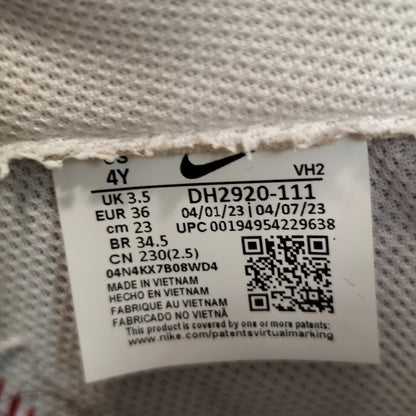 US
4Y VH2
UK 3.5 DH2920-111
EUR 36 04/01/23 | 04/07/23
cm 23 UPC 00194954229638
BR 34.5
CN 230(2.5)
04N4KX7B08WD4
MADE IN VIETNAM
HECHO EN VIETNAM
FABRIQUE AU VIETNAM
FABRICADO NO VIETNÃ
This product is covered by one or more patents:
www.nike.com/patentsvirtualmarking